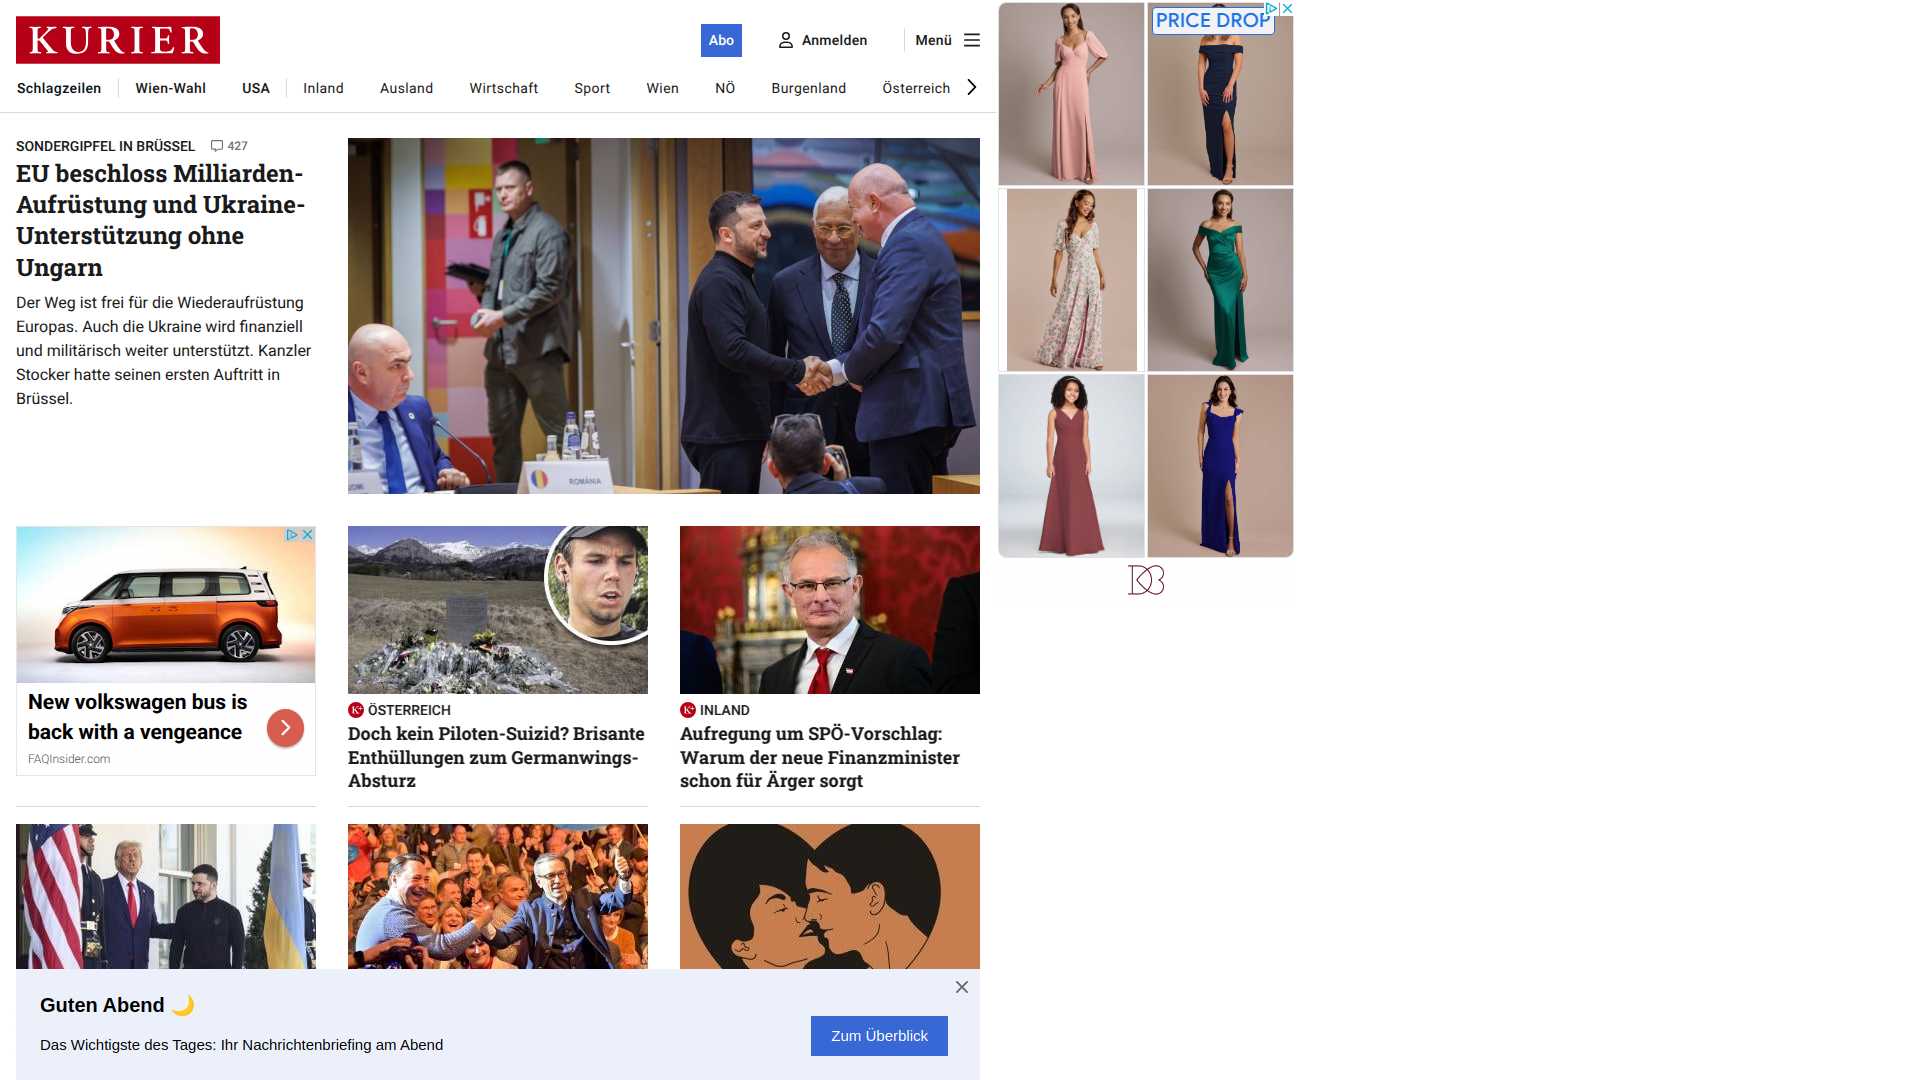 KURIER
Abo
Anmelden
Menü
Schlagzeilen
Wien-Wahl
USA
Inland
Ausland
Wirtschaft
Sport
Wien
NÖ
Burgenland
Österreich
SONDERGIPFEL IN BRÜSSEL 427
EU beschloss Milliarden-
Aufrüstung und Ukraine-
Unterstützung ohne
Ungarn
Der Weg ist frei für die Wiederaufrüstung
Europas. Auch die Ukraine wird finanziell
und militärisch weiter unterstützt. Kanzler
Stocker hatte seinen ersten Auftritt in
Brüssel.
ROMÂNIA
PRICE DROP
DB
New volkswagen bus is
back with a vengeance
FAQInsider.com
K+ ÖSTERREICH
Doch kein Piloten-Suizid? Brisante
Enthüllungen zum Germanwings-
Absturz
K+ INLAND
Aufregung um SPÖ-Vorschlag:
Warum der neue Finanzminister
schon für Ärger sorgt
Guten Abend 🌙
Das Wichtigste des Tages: Ihr Nachrichtenbriefing am Abend
Zum Überblick